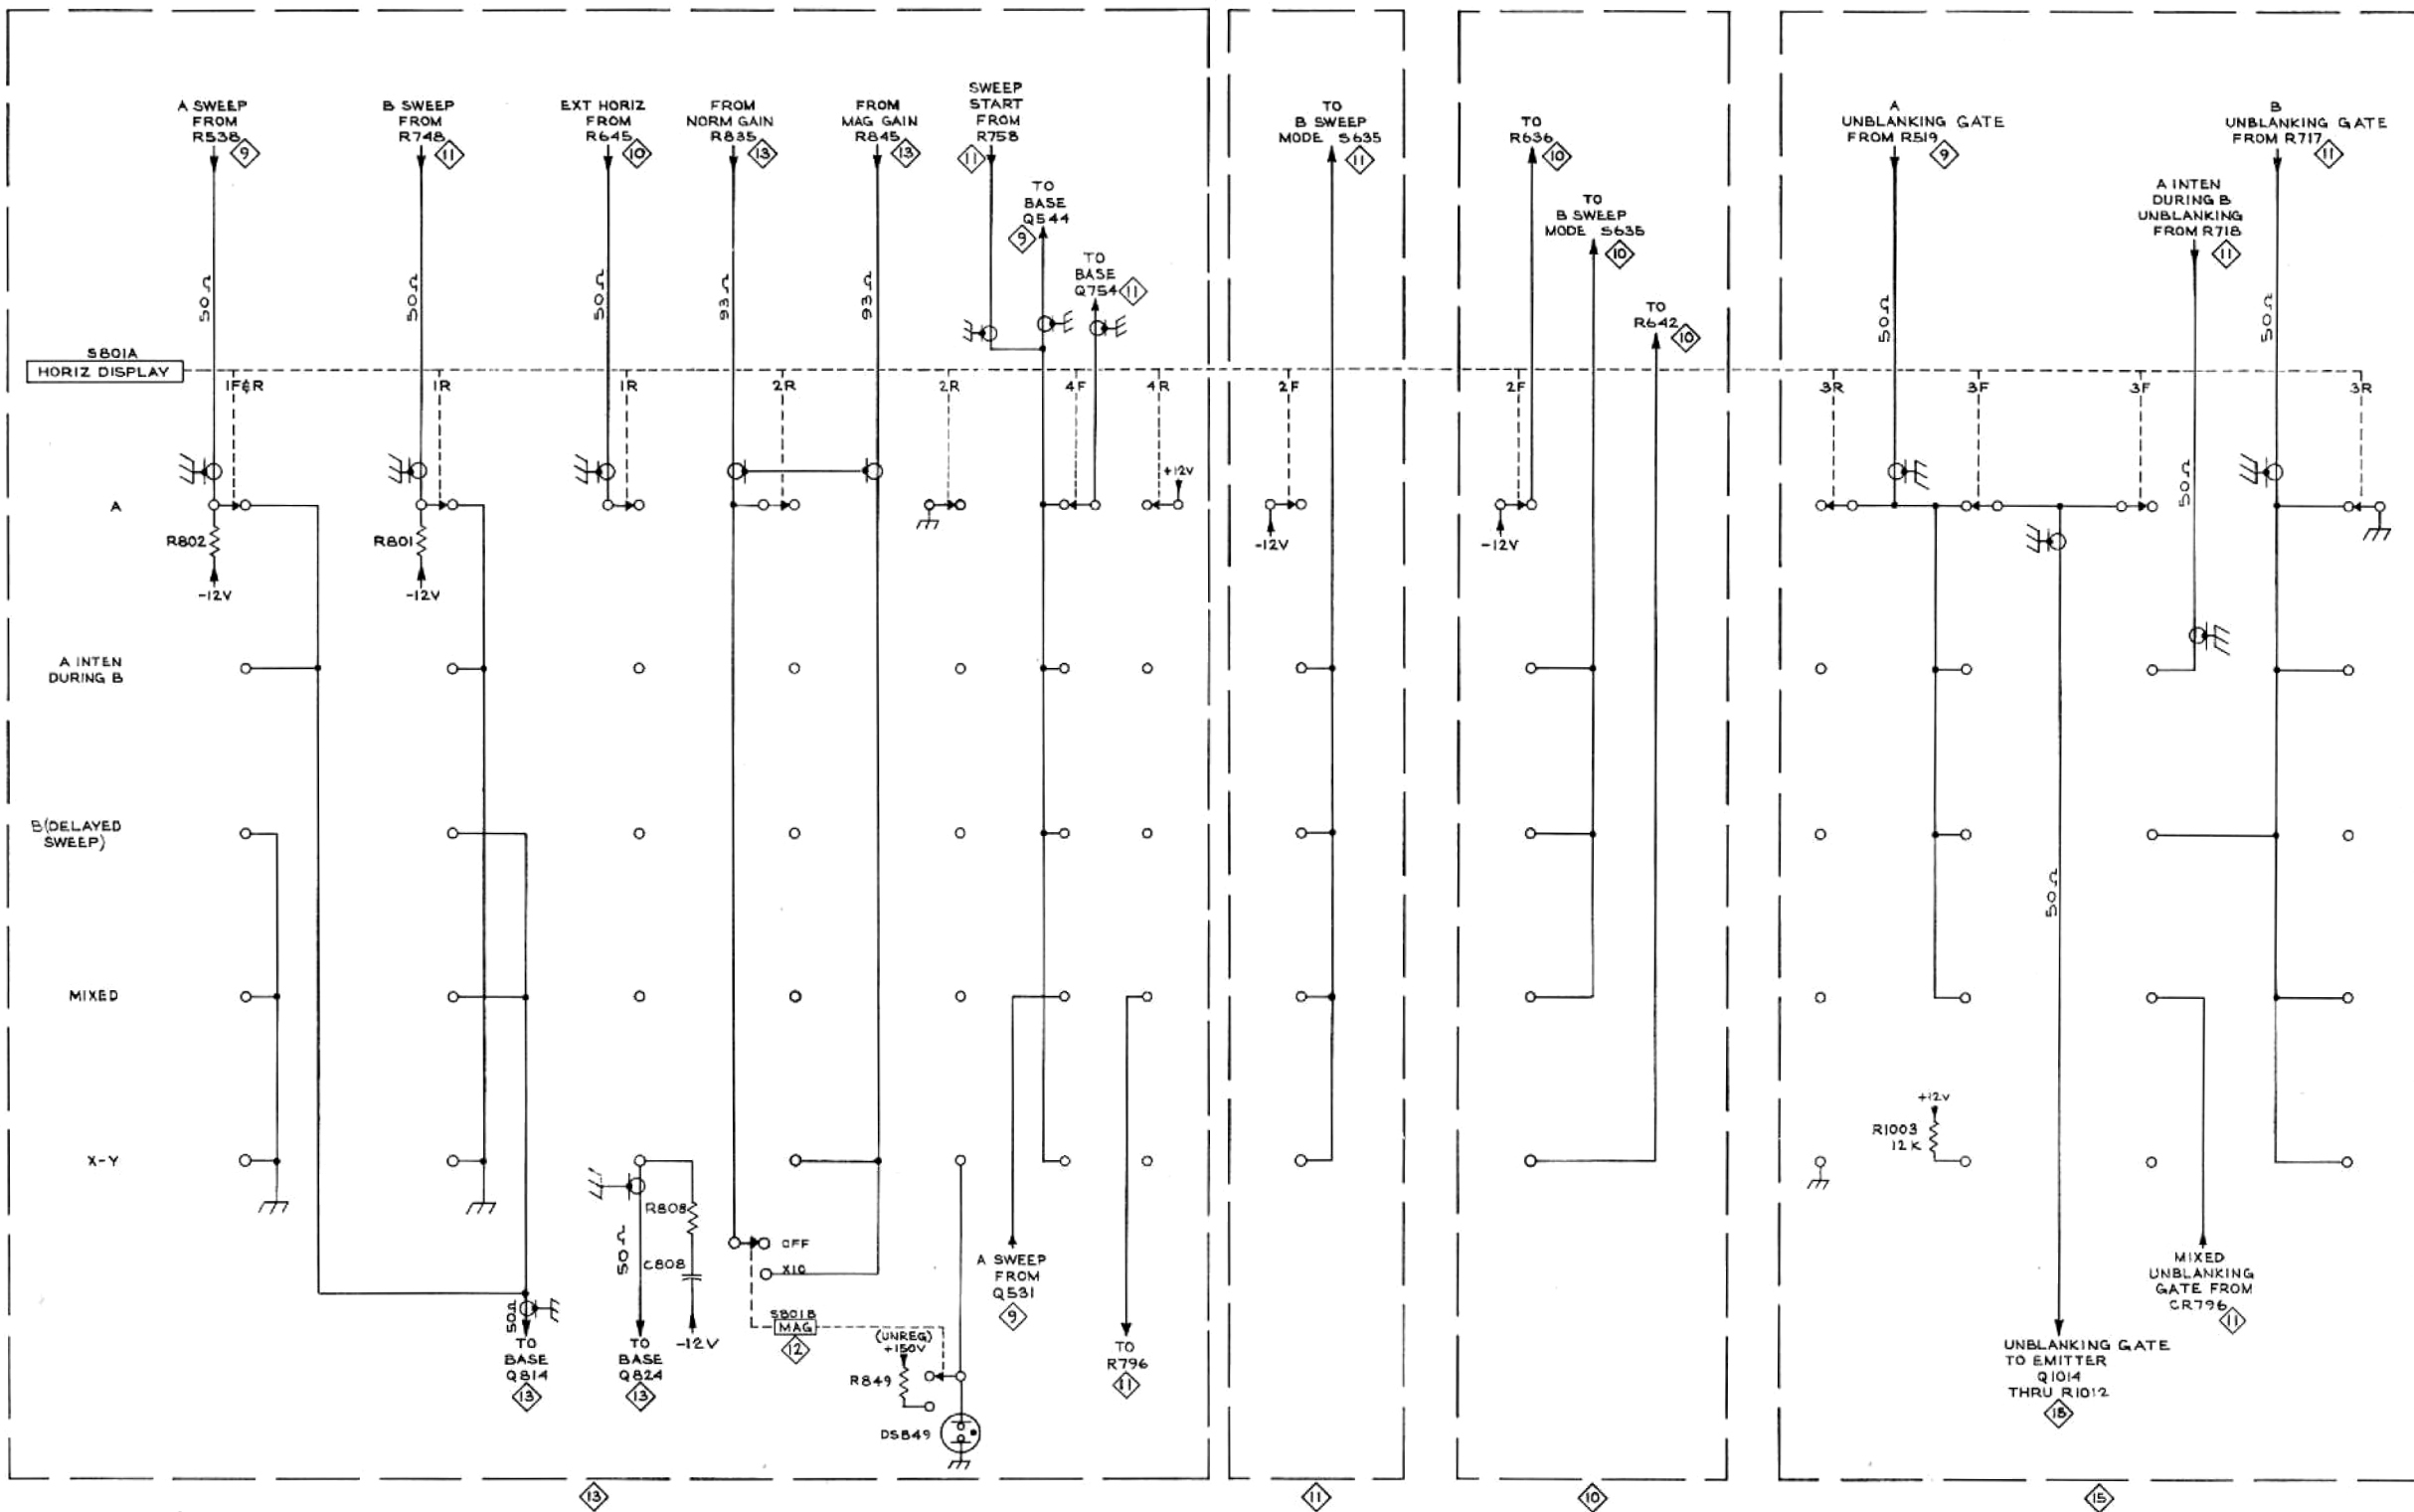 A SWEEP
FROM
R538
9
B SWEEP
FROM
R748
11
EXT HORIZ
FROM
R645
10
FROM
NORM GAIN
R835
13
FROM
MAG GAIN
R845
13
SWEEP
START
FROM
R758
11
TO
BASE
Q544
9
TO
BASE
Q754
11
TO
B SWEEP
MODE S635
11
TO
R636
10
TO
B SWEEP
MODE S635
10
TO
R642
10
A
UNBLANKING GATE
FROM R519
9
A INTEN
DURING B
UNBLANKING
FROM R718
11
B
UNBLANKING GATE
FROM R717
11
50Ω
50Ω
50Ω
93Ω
93Ω
50Ω
50Ω
50Ω
S801A
HORIZ DISPLAY
1F&R
1R
1R
2R
2R
4F
4R
2F
2F
3R
3F
3F
3R
A
+12V
R802
-12V
R801
-12V
-12V
-12V
A INTEN
DURING B
B(DELAYED
SWEEP)
50Ω
MIXED
X-Y
+12V
R1003
12K
R808
C808
50Ω
-12V
OFF
X10
S801B
MAG
12
50Ω
TO
BASE
Q814
13
TO
BASE
Q824
13
(UNREG)
+150V
R849
DS849
A SWEEP
FROM
Q531
9
TO
R796
11
UNBLANKING GATE
TO EMITTER
Q1014
THRU R1012
15
MIXED
UNBLANKING
GATE FROM
CR796
11
13
11
10
15